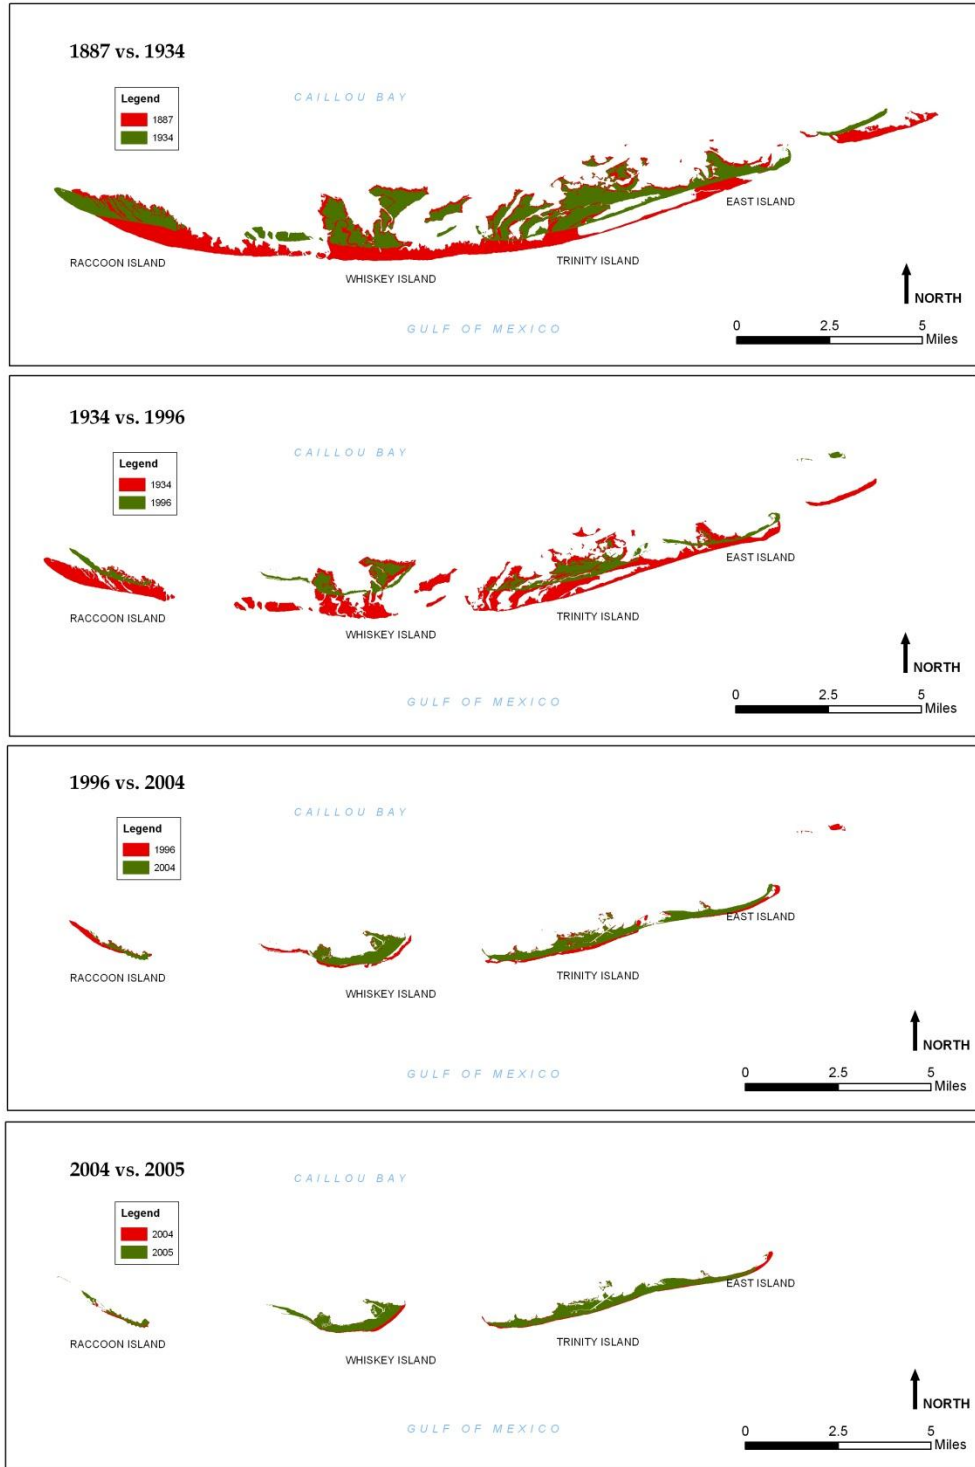 1887 vs. 1934
CAILLOU BAY
Legend
1887
1934
EAST ISLAND
RACCOON ISLAND
TRINITY ISLAND
WHISKEY ISLAND
NORTH
GULF OF MEXICO
0 2.5 5
Miles
1934 vs. 1996
CAILLOU BAY
Legend
1934
1996
EAST ISLAND
RACCOON ISLAND
TRINITY ISLAND
WHISKEY ISLAND
NORTH
GULF OF MEXICO
0 2.5 5
Miles
1996 vs. 2004
CAILLOU BAY
Legend
1996
2004
EAST ISLAND
RACCOON ISLAND
TRINITY ISLAND
WHISKEY ISLAND
NORTH
GULF OF MEXICO
0 2.5 5
Miles
2004 vs. 2005
CAILLOU BAY
Legend
2004
2005
EAST ISLAND
RACCOON ISLAND
TRINITY ISLAND
WHISKEY ISLAND
NORTH
GULF OF MEXICO
0 2.5 5
Miles